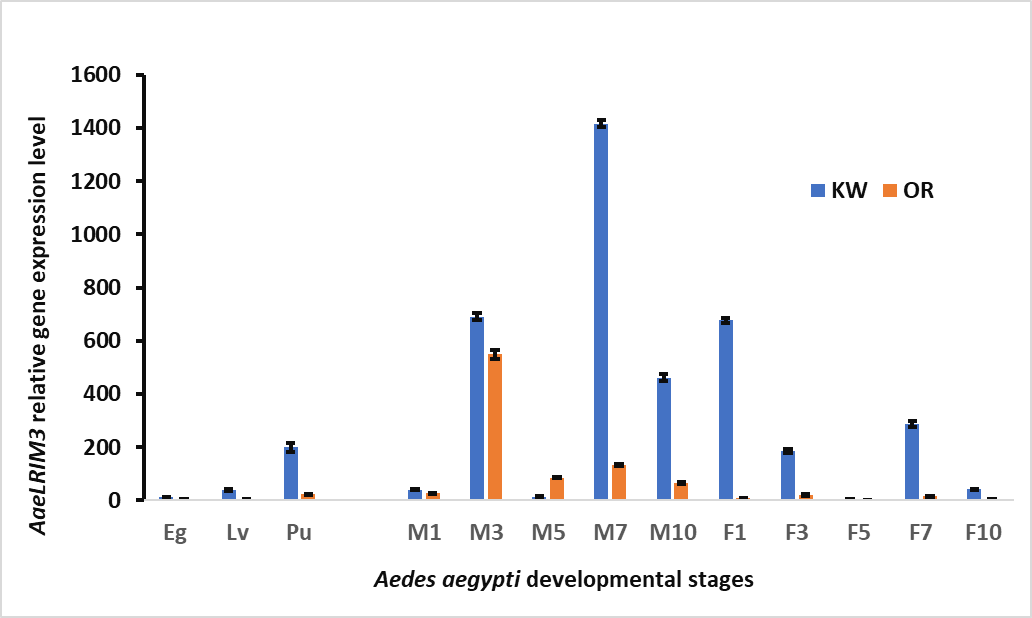 AaeLRIM3 relative gene expression level
1600
1400
1200
1000
800
600
400
200
0
KW OR
Eg Lv Pu M1 M3 M5 M7 M10 F1 F3 F5 F7 F10
Aedes aegypti developmental stages